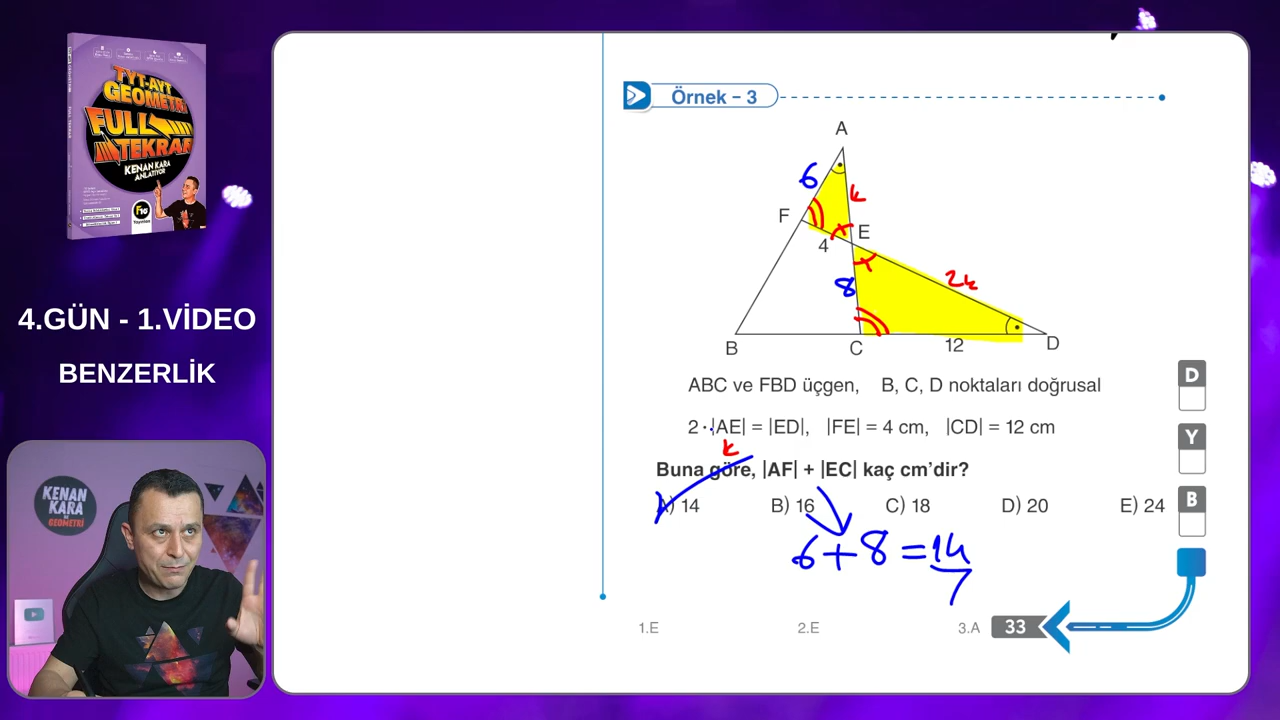 TYT-AYT
GEOMETRİ
FULL
TEKRAR
KENAN KARA
ANLATIYOR
F10
Yayınları
4.GÜN - 1.VİDEO
BENZERLİK
KENAN
KARA
GEOMETRİ
Örnek – 3
A
6
k
F
E
4
8
2k
B
C
12
D
ABC ve FBD üçgen, B, C, D noktaları doğrusal
2·|AE| = |ED|, |FE| = 4 cm, |CD| = 12 cm
k
Buna göre, |AF| + |EC| kaç cm'dir?
A) 14 B) 16 C) 18 D) 20 E) 24
6+8=14
1.E 2.E 3.A 33
D
Y
B